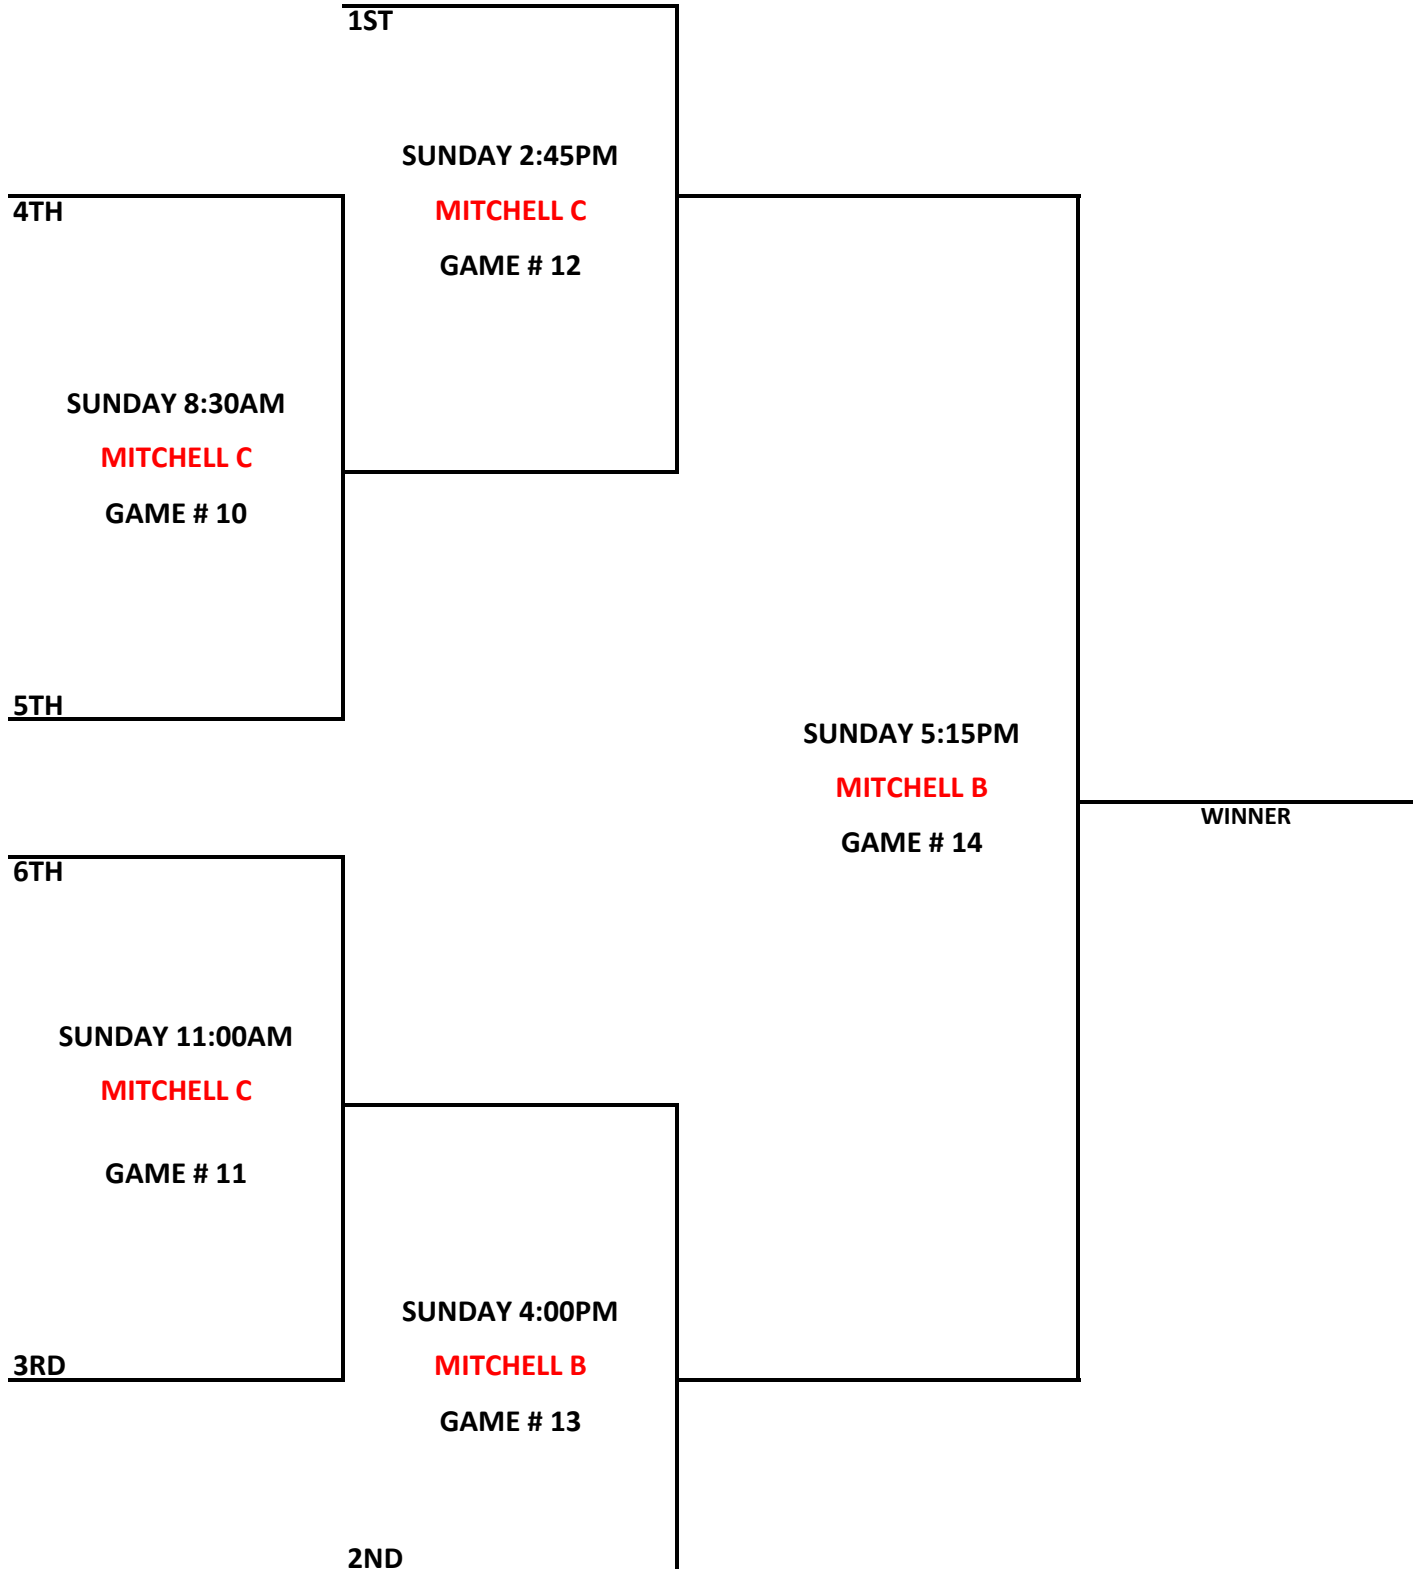 1ST
SUNDAY 2:45PM
MITCHELL C
GAME # 12
4TH
SUNDAY 8:30AM
MITCHELL C
GAME # 10
5TH
SUNDAY 5:15PM
MITCHELL B
GAME # 14
WINNER
6TH
SUNDAY 11:00AM
MITCHELL C
GAME # 11
3RD
SUNDAY 4:00PM
MITCHELL B
GAME # 13
2ND